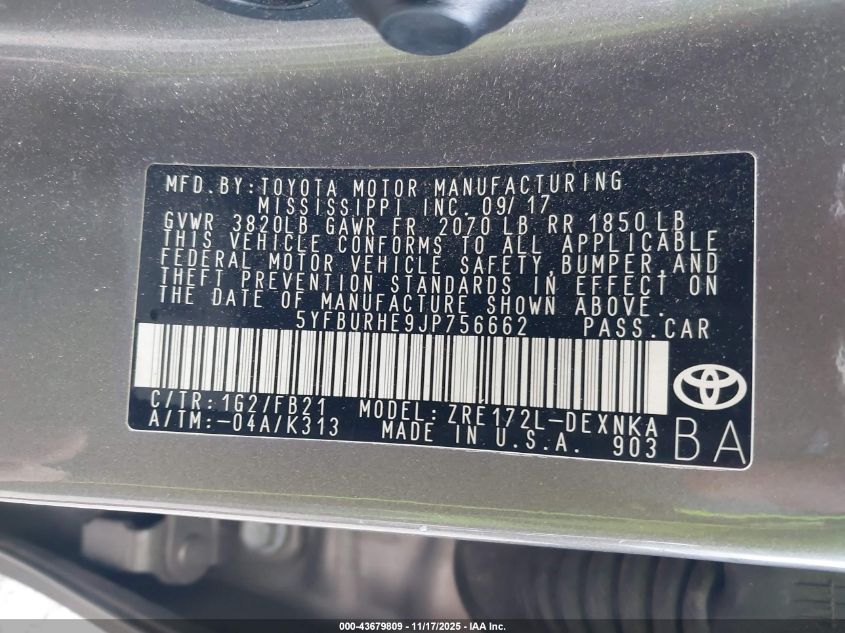 MFD. BY: TOYOTA MOTOR MANUFACTURING
MISSISSIPPI INC. 09/17
GVWR 3820LB GAWR FR 2070 LB RR 1850 LB
THIS VEHICLE CONFORMS TO ALL APPLICABLE
FEDERAL MOTOR VEHICLE SAFETY, BUMPER, AND
THEFT PREVENTION STANDARDS IN EFFECT ON
THE DATE OF MANUFACTURE SHOWN ABOVE.
5YFBURHE9JP756662 PASS. CAR
C/TR: 1G2/FB21 MODEL: ZRE172L-DEXNKA
A/TM: -04A/K313 MADE IN U.S.A. 903 BA
000-43679809 - 11/17/2025 - IAA Inc.